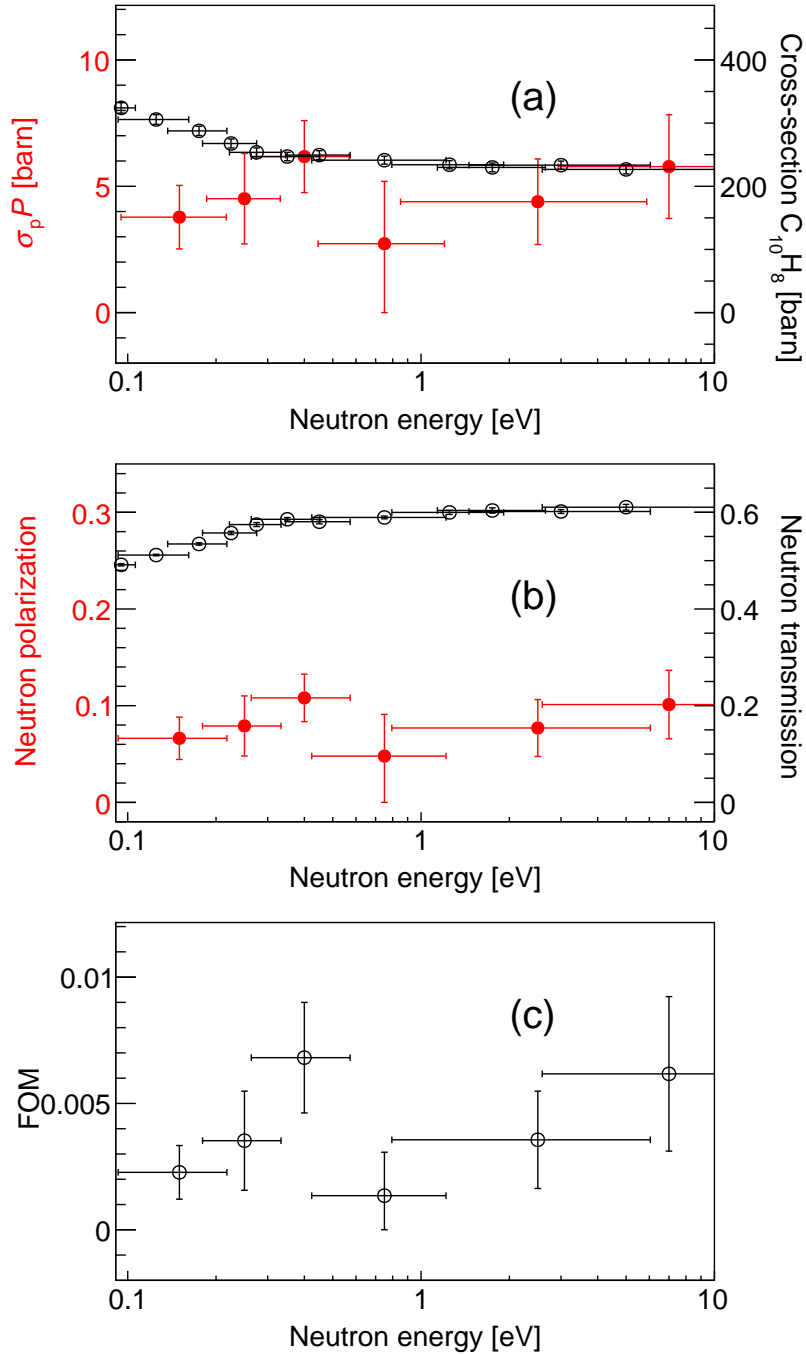 10
5
0
σpP [barn]
(a)
400
200
0
Cross-section C10H8 [barn]
0.1 1 10
Neutron energy [eV]
0.3
0.2
0.1
0
Neutron polarization
(b)
0.6
0.4
0.2
0
Neutron transmission
0.1 1 10
Neutron energy [eV]
0.01
0.005
0
FOM
(c)
0.1 1 10
Neutron energy [eV]